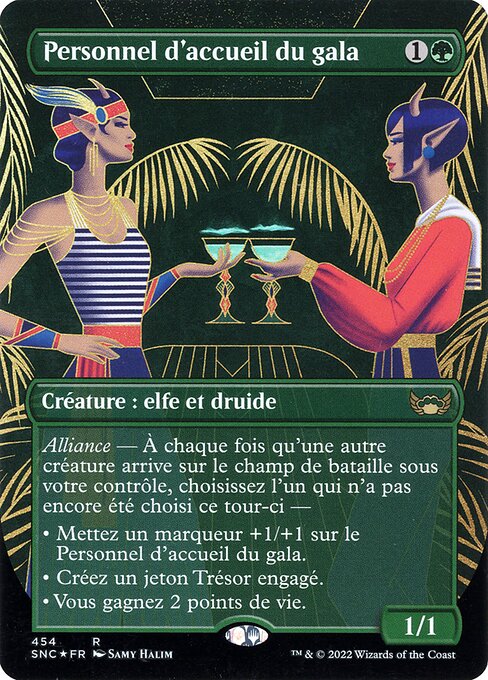 Personnel d'accueil du gala 1
Créature : elfe et druide
Alliance — À chaque fois qu'une autre
créature arrive sur le champ de bataille sous
votre contrôle, choisissez l'un qui n'a pas
encore été choisi ce tour-ci —
• Mettez un marqueur +1/+1 sur le
Personnel d'accueil du gala.
• Créez un jeton Trésor engagé.
• Vous gagnez 2 points de vie.
1/1
454 R
SNC ★ FR Samy Halim
™ & © 2022 Wizards of the Coast